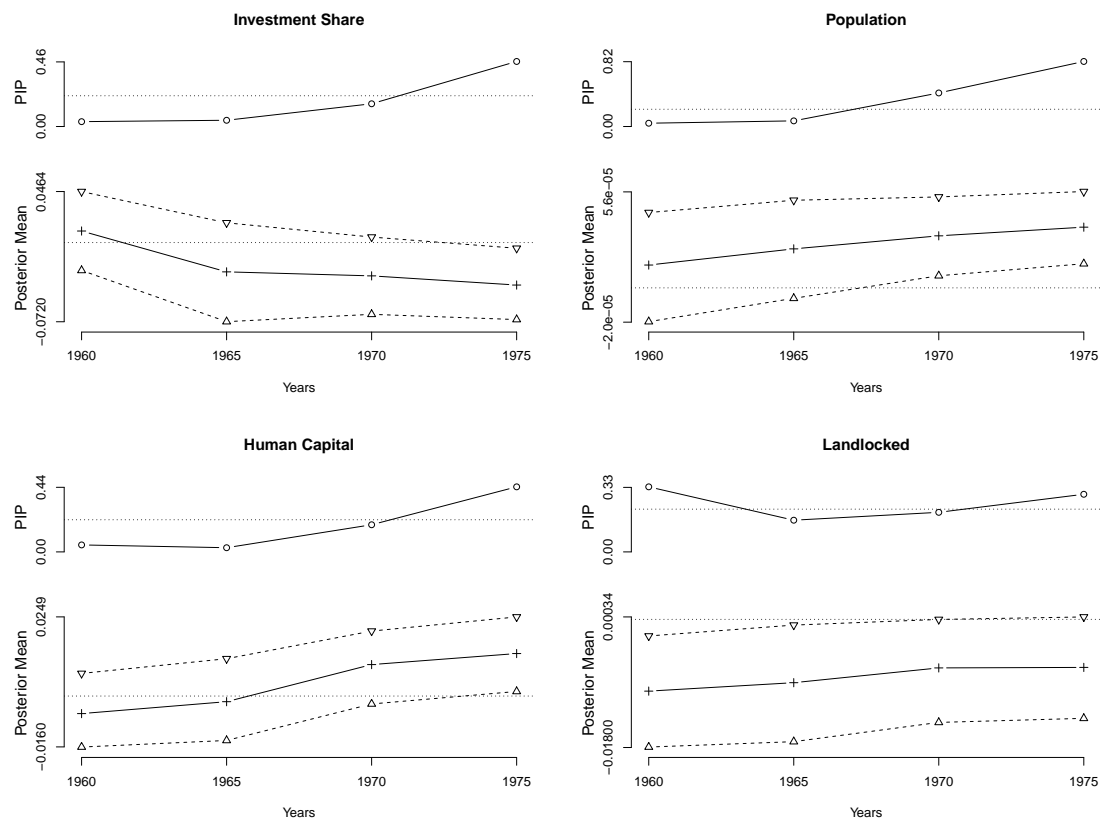 Investment Share
PIP
0.46
0.00
Posterior Mean
0.0464
−0.0720
1960 1965 1970 1975
Years
Population
PIP
0.82
0.00
Posterior Mean
5.6e−05
−2.0e−05
1960 1965 1970 1975
Years
Human Capital
PIP
0.44
0.00
Posterior Mean
0.0249
−0.0160
1960 1965 1970 1975
Years
Landlocked
PIP
0.33
0.00
Posterior Mean
0.00034
−0.01800
1960 1965 1970 1975
Years